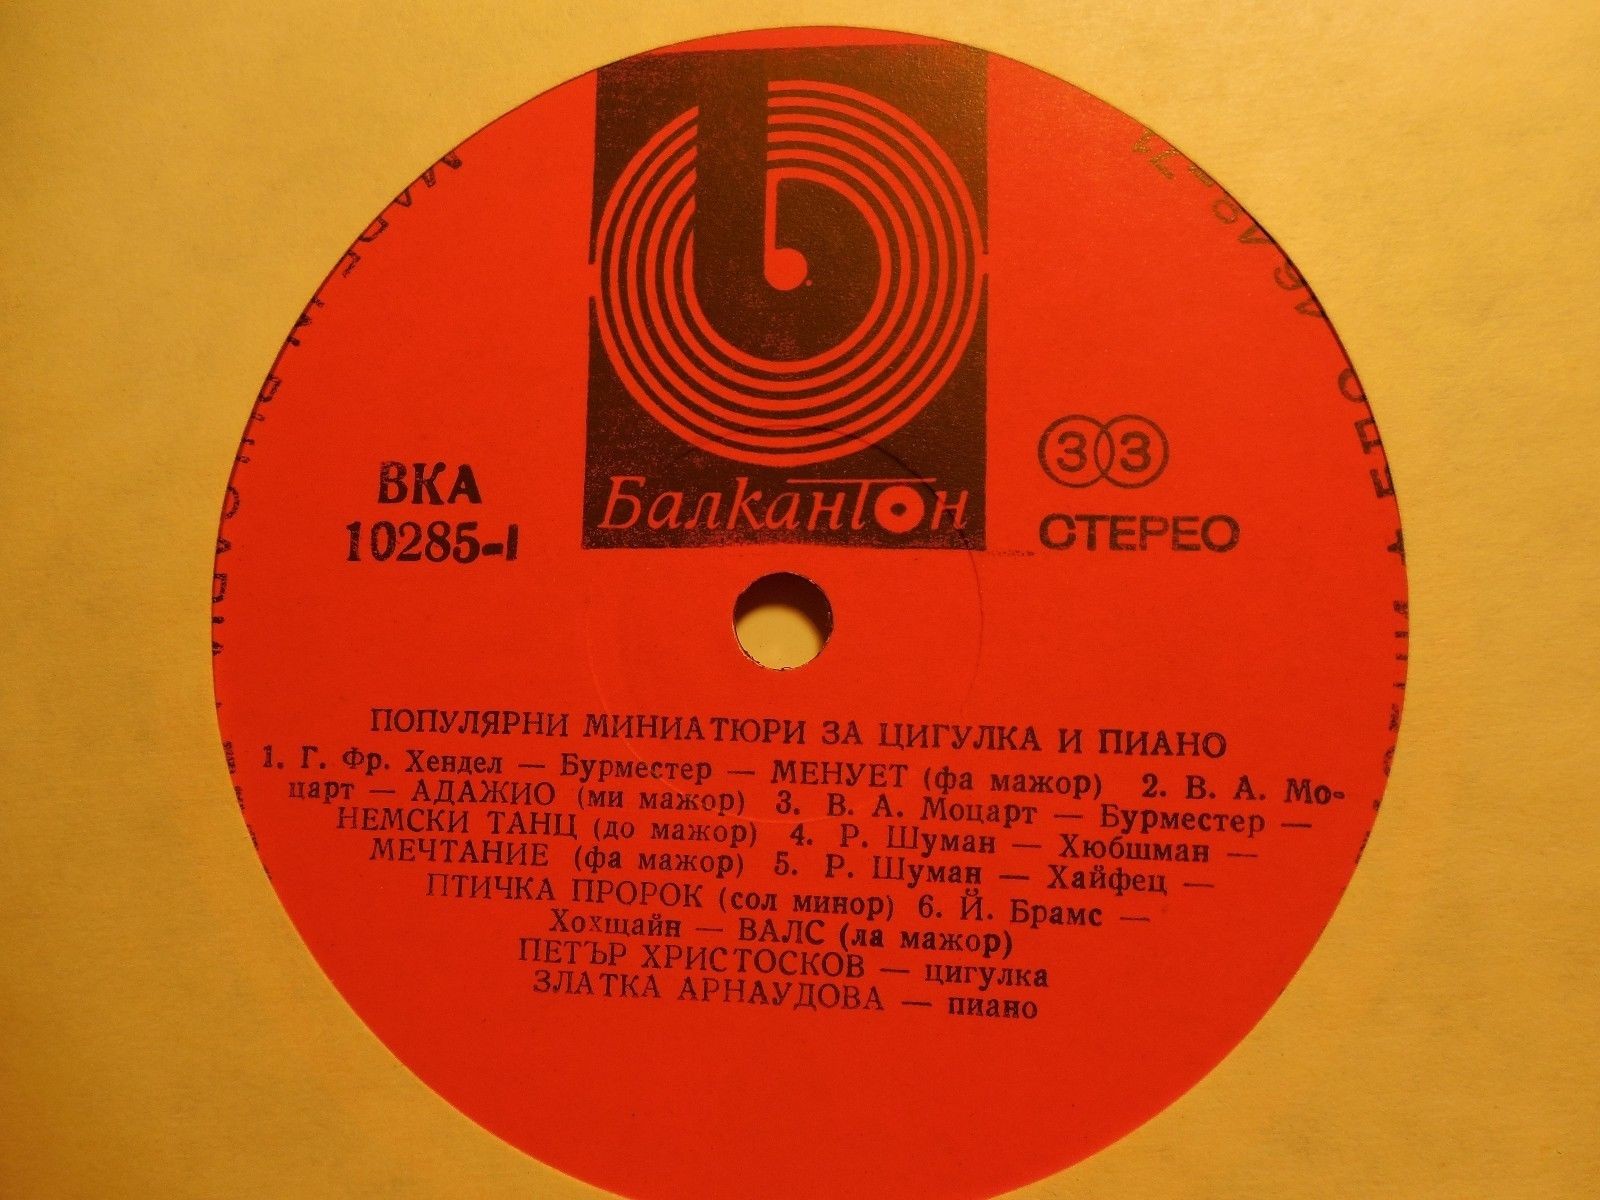 Балкантон
ВКА
10285-I
33
СТЕРЕО
ПОПУЛЯРНИ МИНИАТЮРИ ЗА ЦИГУЛКА И ПИАНО
1. Г. Фр. Хендел — Бурместер — МЕНУЕТ (фа мажор) 2. В. А. Мо-
царт — АДАЖИО (ми мажор) 3. В. А. Моцарт — Бурместер —
НЕМСКИ ТАНЦ (до мажор) 4. Р. Шуман — Хюбшман —
МЕЧТАНИЕ (фа мажор) 5. Р. Шуман — Хайфец —
ПТИЧКА ПРОРОК (сол минор) 6. Й. Брамс —
Хохщайн — ВАЛС (ла мажор)
ПЕТЪР ХРИСТОСКОВ — цигулка
ЗЛАТКА АРНАУДОВА — пиано